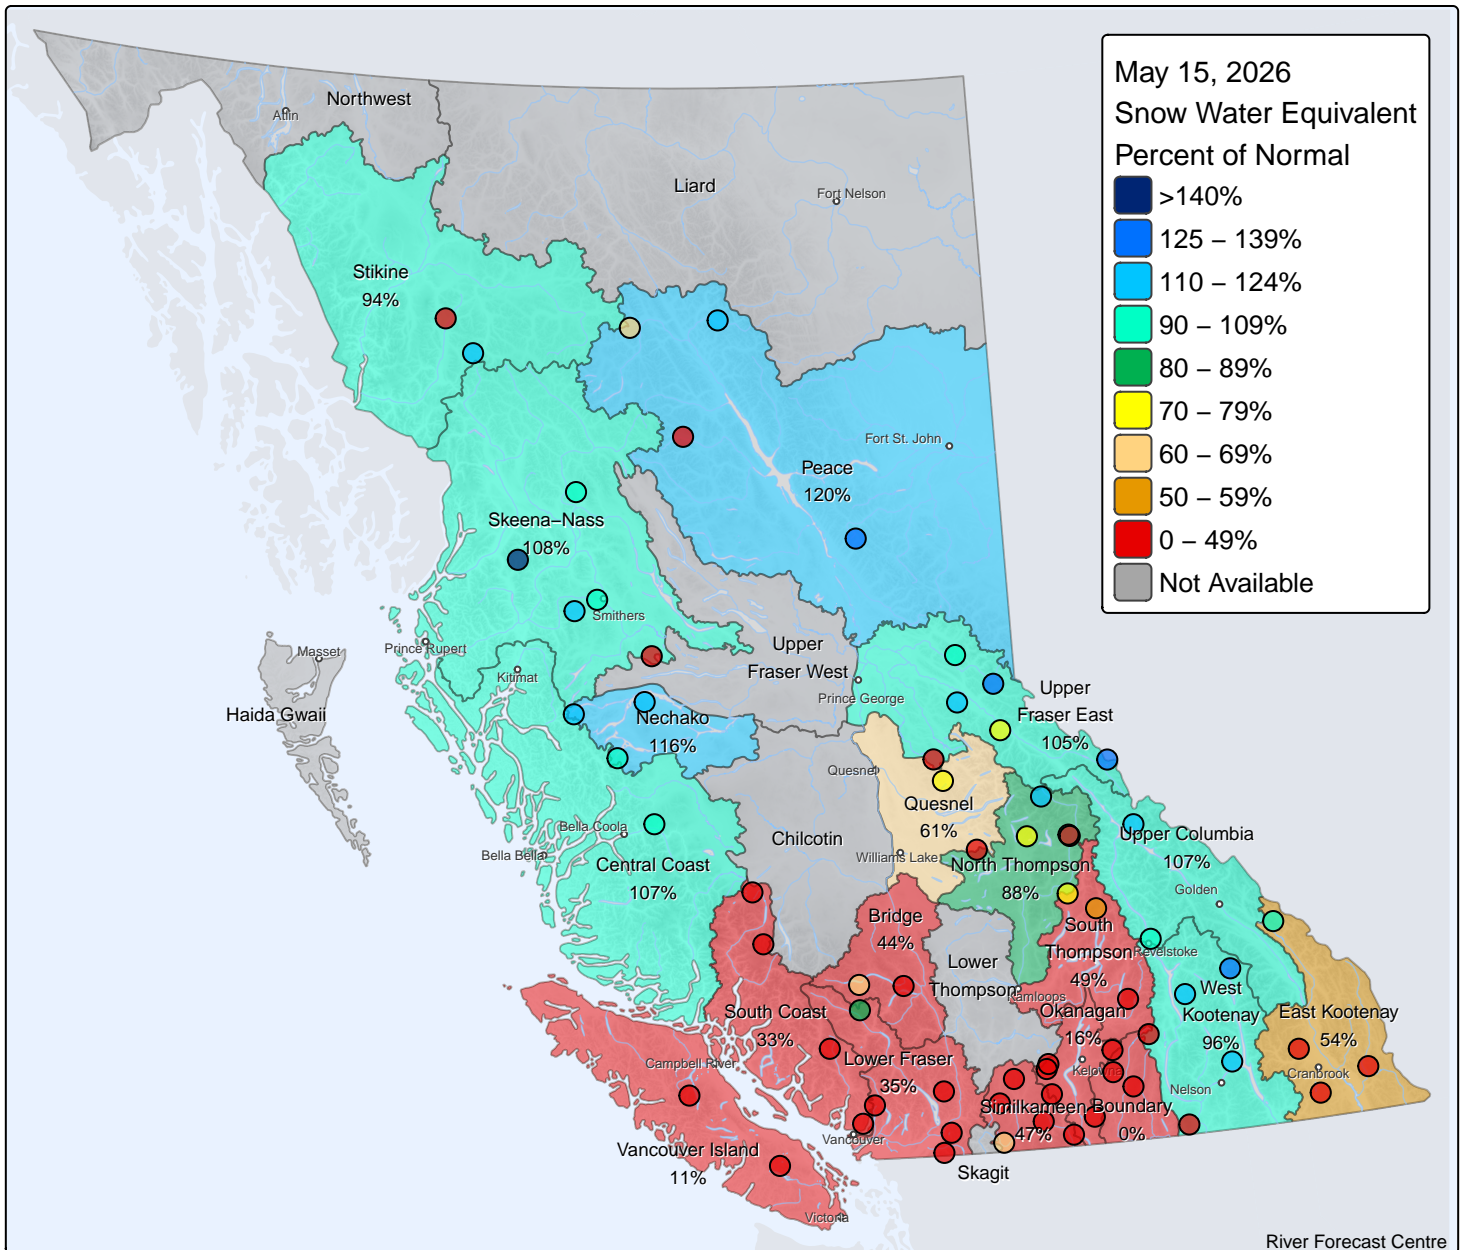 May 15, 2026
Snow Water Equivalent
Percent of Normal
>140%
125 – 139%
110 – 124%
90 – 109%
80 – 89%
70 – 79%
60 – 69%
50 – 59%
0 – 49%
Not Available
Northwest
Atlin
Liard
Fort Nelson
Stikine
94%
Fort St. John
Peace
120%
Skeena–Nass
108%
Smithers
Prince Rupert
Masset
Kitimat
Haida Gwaii
Upper
Fraser West
Prince George
Nechako
116%
Upper
Fraser East
105%
Quesnel
Quesnel
61%
Bella Coola
Bella Bella
Central Coast
107%
Chilcotin
Williams Lake
North Thompson
88%
Upper Columbia
107%
Golden
Bridge
44%
South
Thompson
49%
Revelstoke
Lower
Thompson
Kamloops
South Coast
33%
Okanagan
16%
West
Kootenay
96%
East Kootenay
54%
Campbell River
Lower Fraser
35%
Kelowna
Cranbrook
Nelson
Similkameen
47%
Boundary
0%
Vancouver
Vancouver Island
11%
Skagit
Victoria
River Forecast Centre